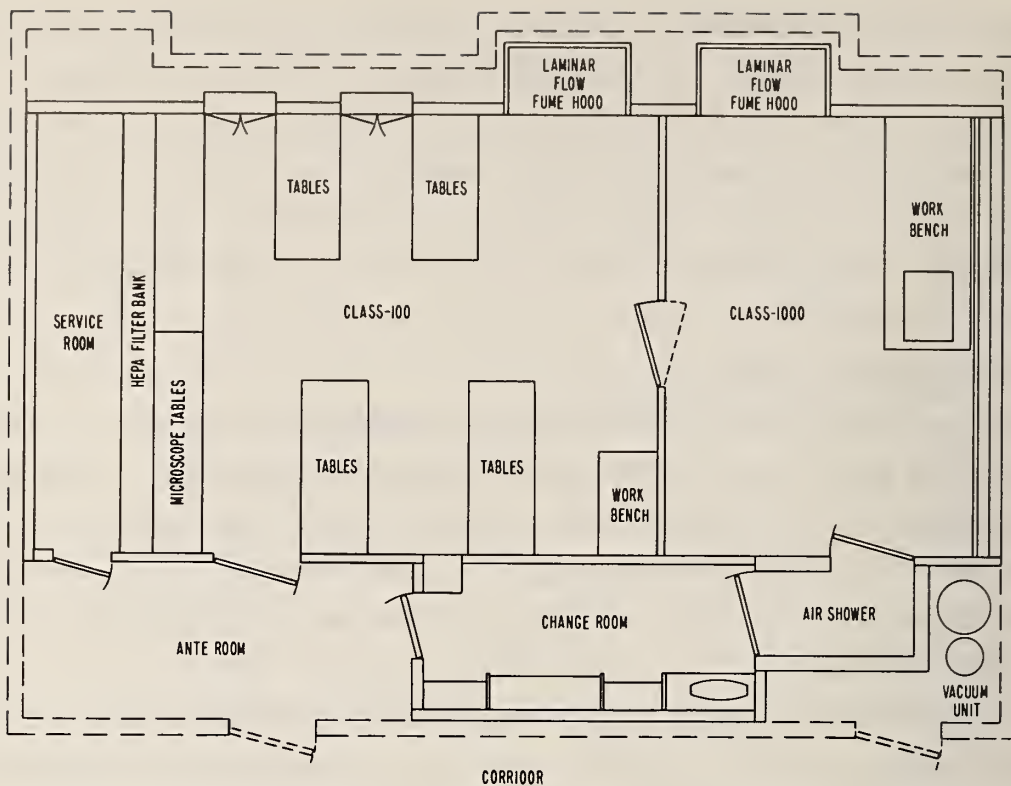 LAMINAR
FLOW
FUME HOOD
LAMINAR
FLOW
FUME HOOD
TABLES
TABLES
WORK
BENCH
SERVICE
ROOM
HEPA FILTER BANK
MICROSCOPE TABLES
CLASS-100
CLASS-1000
TABLES
TABLES
WORK
BENCH
ANTE ROOM
CHANGE ROOM
AIR SHOWER
VACUUM
UNIT
CORRIDOR